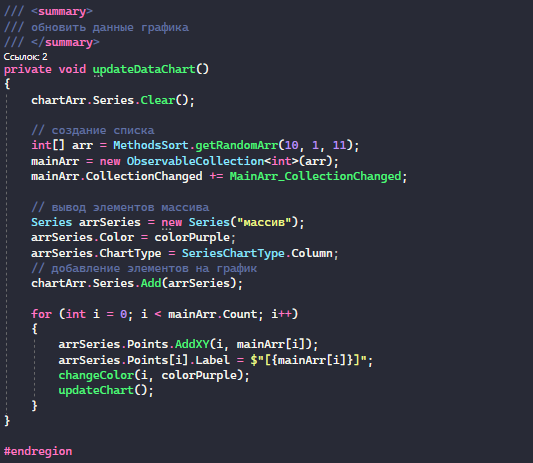 /// <summary>
/// обновить данные графика
/// </summary>
Ссылок: 2
private void updateDataChart()
{
chartArr.Series.Clear();
// создание списка
int[] arr = MethodsSort.getRandomArr(10, 1, 11);
mainArr = new ObservableCollection<int>(arr);
mainArr.CollectionChanged += MainArr_CollectionChanged;
// вывод элементов массива
Series arrSeries = new Series("массив");
arrSeries.Color = colorPurple;
arrSeries.ChartType = SeriesChartType.Column;
// добавление элементов на график
chartArr.Series.Add(arrSeries);
for (int i = 0; i < mainArr.Count; i++)
{
arrSeries.Points.AddXY(i, mainArr[i]);
arrSeries.Points[i].Label = $"[{mainArr[i]}]";
changeColor(i, colorPurple);
updateChart();
}
}
#endregion